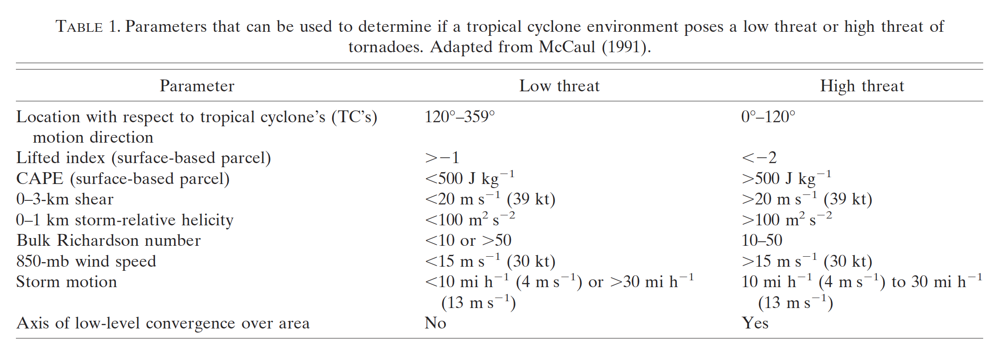 TABLE 1. Parameters that can be used to determine if a tropical cyclone environment poses a low threat or high threat of
tornadoes. Adapted from McCaul (1991).
Parameter Low threat High threat
Location with respect to tropical cyclone's (TC's) 120°–359° 0°–120°
motion direction
Lifted index (surface-based parcel) >−1 <−2
CAPE (surface-based parcel) <500 J kg⁻¹ >500 J kg⁻¹
0–3-km shear <20 m s⁻¹ (39 kt) >20 m s⁻¹ (39 kt)
0–1 km storm-relative helicity <100 m² s⁻² >100 m² s⁻²
Bulk Richardson number <10 or >50 10–50
850-mb wind speed <15 m s⁻¹ (30 kt) >15 m s⁻¹ (30 kt)
Storm motion <10 mi h⁻¹ (4 m s⁻¹) or >30 mi h⁻¹ 10 mi h⁻¹ (4 m s⁻¹) to 30 mi h⁻¹
(13 m s⁻¹) (13 m s⁻¹)
Axis of low-level convergence over area No Yes